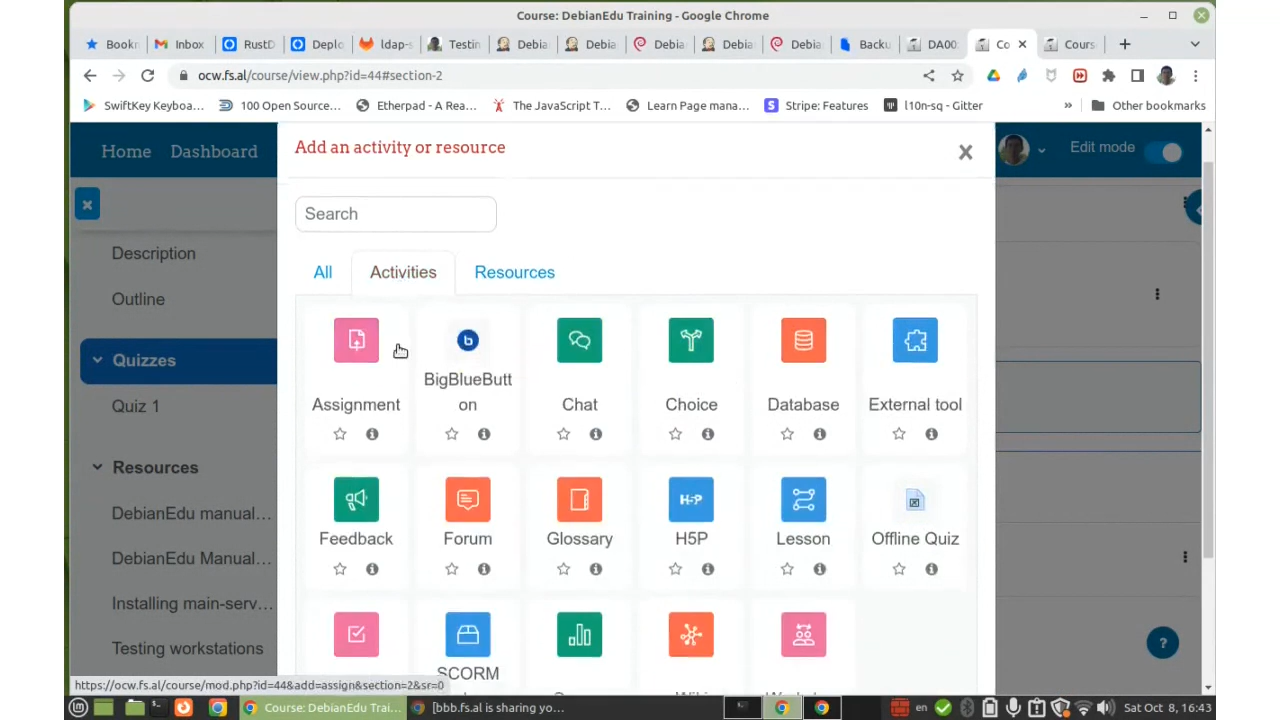 Course: DebianEdu Training - Google Chrome
Bookr
Inbox
RustD
Deplo
ldap-s
Testin
Debia
Debia
Debia
Debia
Debia
Backu
DA00
Co
Cours
ocw.fs.al/course/view.php?id=44#section-2
SwiftKey Keyboa...
100 Open Source...
Etherpad - A Rea...
The JavaScript T...
Learn Page mana...
Stripe: Features
l10n-sq - Gitter
»
Other bookmarks
Home
Dashboard
Edit mode
Add an activity or resource
Search
All
Activities
Resources
Description
Outline
Quizzes
Quiz 1
Resources
DebianEdu manual...
DebianEdu Manual...
Installing main-serv...
Testing workstations
Assignment
BigBlueButt
on
Chat
Choice
Database
External tool
H-P
Feedback
Forum
Glossary
H5P
Lesson
Offline Quiz
SCORM
?
https://ocw.fs.al/course/mod.php?id=44&add=assign&section=2&sr=0
Course: DebianEdu Trai...
[bbb.fs.al is sharing yo...
en
Sat Oct 8, 16:43